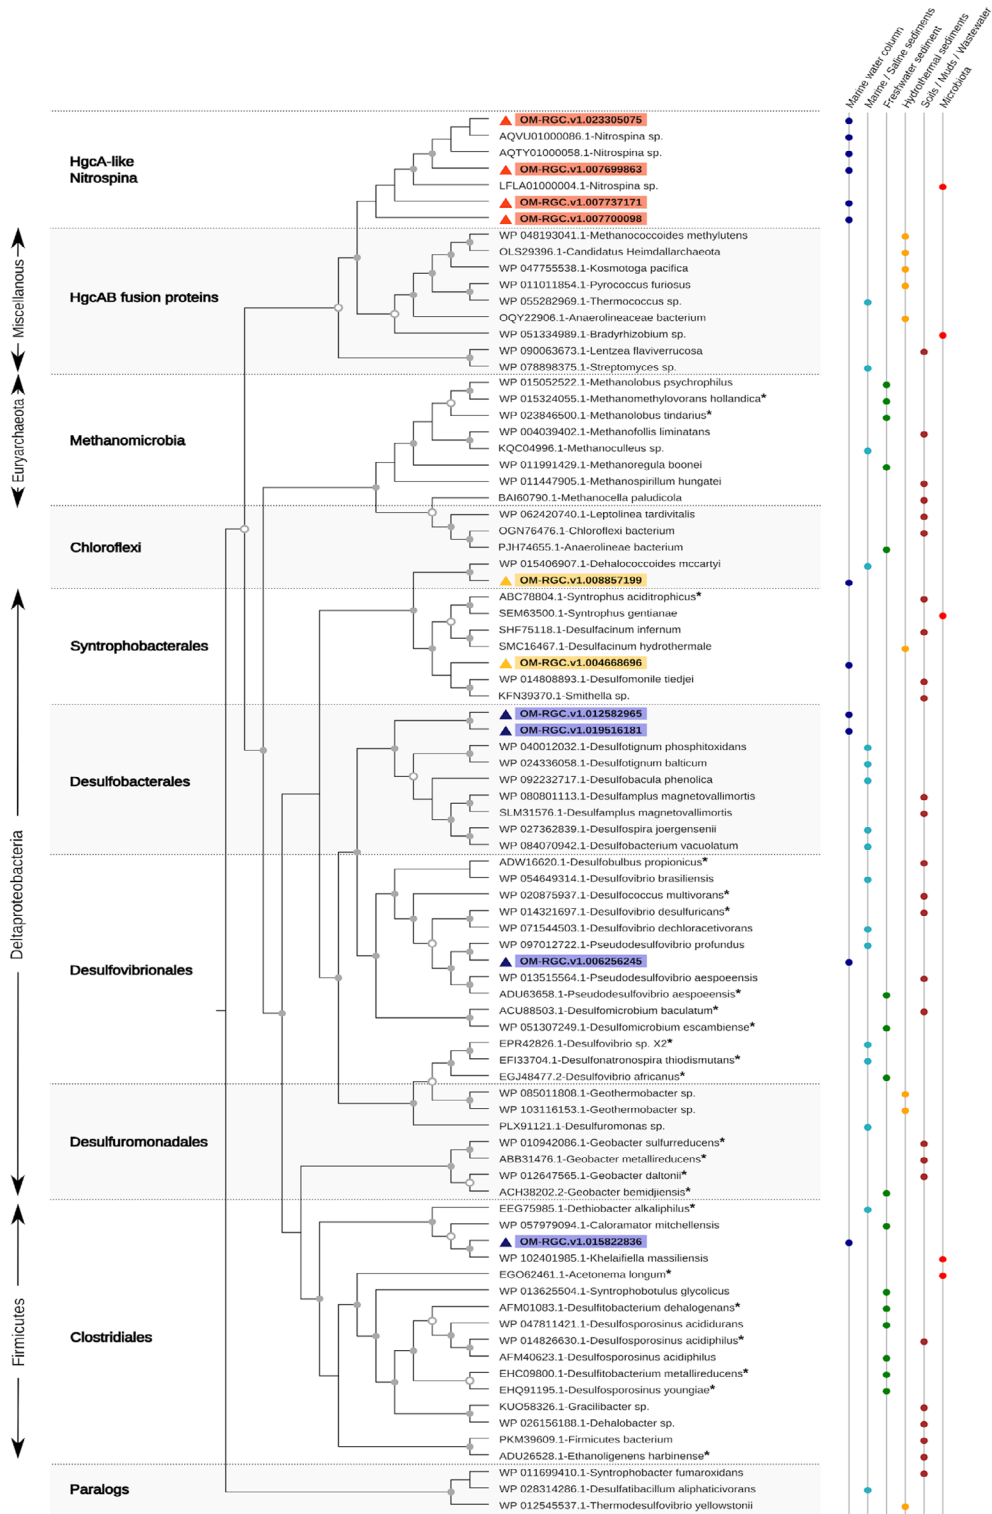 Marine water column
Marine / Saline sediments
Freshwater sediment
Hydrothermal sediments
Soils / Muds / Wastewater
Microbiota
HgcA-like
Nitrospina
OM-RGC.v1.023305075
AQVU01000086.1-Nitrospina sp.
AQTY01000058.1-Nitrospina sp.
OM-RGC.v1.007699863
LFLA01000004.1-Nitrospina sp.
OM-RGC.v1.007737171
OM-RGC.v1.007700098
Miscellanous
HgcAB fusion proteins
WP 048193041.1-Methanococcoides methylutens
OLS29396.1-Candidatus Heimdallarchaeota
WP 047755538.1-Kosmotoga pacifica
WP 011011854.1-Pyrococcus furiosus
WP 055282969.1-Thermococcus sp.
OQY22906.1-Anaerolineaceae bacterium
WP 051334989.1-Bradyrhizobium sp.
WP 090063673.1-Lentzea flaviverrucosa
WP 078898375.1-Streptomyces sp.
Euryarchaeota
Methanomicrobia
WP 015052522.1-Methanolobus psychrophilus
WP 015324055.1-Methanomethylovorans hollandica*
WP 023846500.1-Methanolobus tindarius*
WP 004039402.1-Methanofollis liminatans
KQC04996.1-Methanoculleus sp.
WP 011991429.1-Methanoregula boonei
WP 011447905.1-Methanospirillum hungatei
BAI60790.1-Methanocella paludicola
Chloroflexi
WP 062420740.1-Leptolinea tardivitalis
OGN76476.1-Chloroflexi bacterium
PJH74655.1-Anaerolineae bacterium
WP 015406907.1-Dehalococcoides mccartyi
OM-RGC.v1.008857199
Deltaproteobacteria
Syntrophobacterales
ABC78804.1-Syntrophus aciditrophicus*
SEM63500.1-Syntrophus gentianae
SHF75118.1-Desulfacinum infernum
SMC16467.1-Desulfacinum hydrothermale
OM-RGC.v1.004668696
WP 014808893.1-Desulfomonile tiedjei
KFN39370.1-Smithella sp.
Desulfobacterales
OM-RGC.v1.012582965
OM-RGC.v1.019516181
WP 040012032.1-Desulfotignum phosphitoxidans
WP 024336058.1-Desulfotignum balticum
WP 092232717.1-Desulfobacula phenolica
WP 080801113.1-Desulfamplus magnetovallimortis
SLM31576.1-Desulfamplus magnetovallimortis
WP 027362839.1-Desulfospira joergensenii
WP 084070942.1-Desulfobacterium vacuolatum
Desulfovibrionales
ADW16620.1-Desulfobulbus propionicus*
WP 054649314.1-Desulfovibrio brasiliensis
WP 020875937.1-Desulfococcus multivorans*
WP 014321697.1-Desulfovibrio desulfuricans*
WP 071544503.1-Desulfovibrio dechloracetivorans
WP 097012722.1-Pseudodesulfovibrio profundus
OM-RGC.v1.006256245
WP 013515564.1-Pseudodesulfovibrio aespoeensis
ADU63658.1-Pseudodesulfovibrio aespoeensis*
ACU88503.1-Desulfomicrobium baculatum*
WP 051307249.1-Desulfomicrobium escambiense*
EPR42826.1-Desulfovibrio sp. X2*
EFI33704.1-Desulfonatronospira thiodismutans*
EGJ48477.2-Desulfovibrio africanus*
Desulfuromonadales
WP 085011808.1-Geothermobacter sp.
WP 103116153.1-Geothermobacter sp.
PLX91121.1-Desulfuromonas sp.
WP 010942086.1-Geobacter sulfurreducens*
ABB31476.1-Geobacter metallireducens*
WP 012647565.1-Geobacter daltonii*
ACH38202.2-Geobacter bemidjiensis*
Firmicutes
Clostridiales
EEG75985.1-Dethiobacter alkaliphilus*
WP 057979094.1-Caloramator mitchellensis
OM-RGC.v1.015822836
WP 102401985.1-Khelaifiella massiliensis
EGO62461.1-Acetonema longum*
WP 013625504.1-Syntrophobotulus glycolicus
AFM01083.1-Desulfitobacterium dehalogenans*
WP 047811421.1-Desulfosporosinus acididurans
WP 014826630.1-Desulfosporosinus acidiphilus*
AFM40623.1-Desulfosporosinus acidiphilus
EHC09800.1-Desulfitobacterium metallireducens*
EHQ91195.1-Desulfosporosinus youngiae*
KUO58326.1-Gracilibacter sp.
WP 026156188.1-Dehalobacter sp.
PKM39609.1-Firmicutes bacterium
ADU26528.1-Ethanoligenens harbinense*
Paralogs
WP 011699410.1-Syntrophobacter fumaroxidans
WP 028314286.1-Desulfatibacillum aliphaticivorans
WP 012545537.1-Thermodesulfovibrio yellowstonii